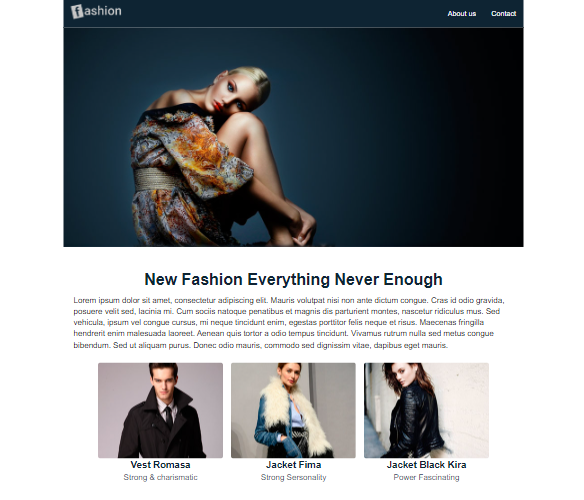 fashion
About us Contact
New Fashion Everything Never Enough
Lorem ipsum dolor sit amet, consectetur adipiscing elit. Mauris volutpat nisi non ante dictum congue. Cras id odio gravida,
posuere velit sed, lacinia mi. Cum sociis natoque penatibus et magnis dis parturient montes, nascetur ridiculus mus. Sed
vehicula, ipsum vel congue cursus, mi neque tincidunt enim, egestas porttitor felis neque et risus. Maecenas fringilla
hendrerit enim malesuada laoreet. Aenean quis tortor a odio tempus tincidunt. Vivamus rutrum nulla sed metus congue
bibendum. Sed ut aliquam purus. Donec odio mauris, commodo sed dignissim vitae, dapibus eget mauris.
Vest Romasa Jacket Fima Jacket Black Kira
Strong & charismatic Strong Sersonality Power Fascinating